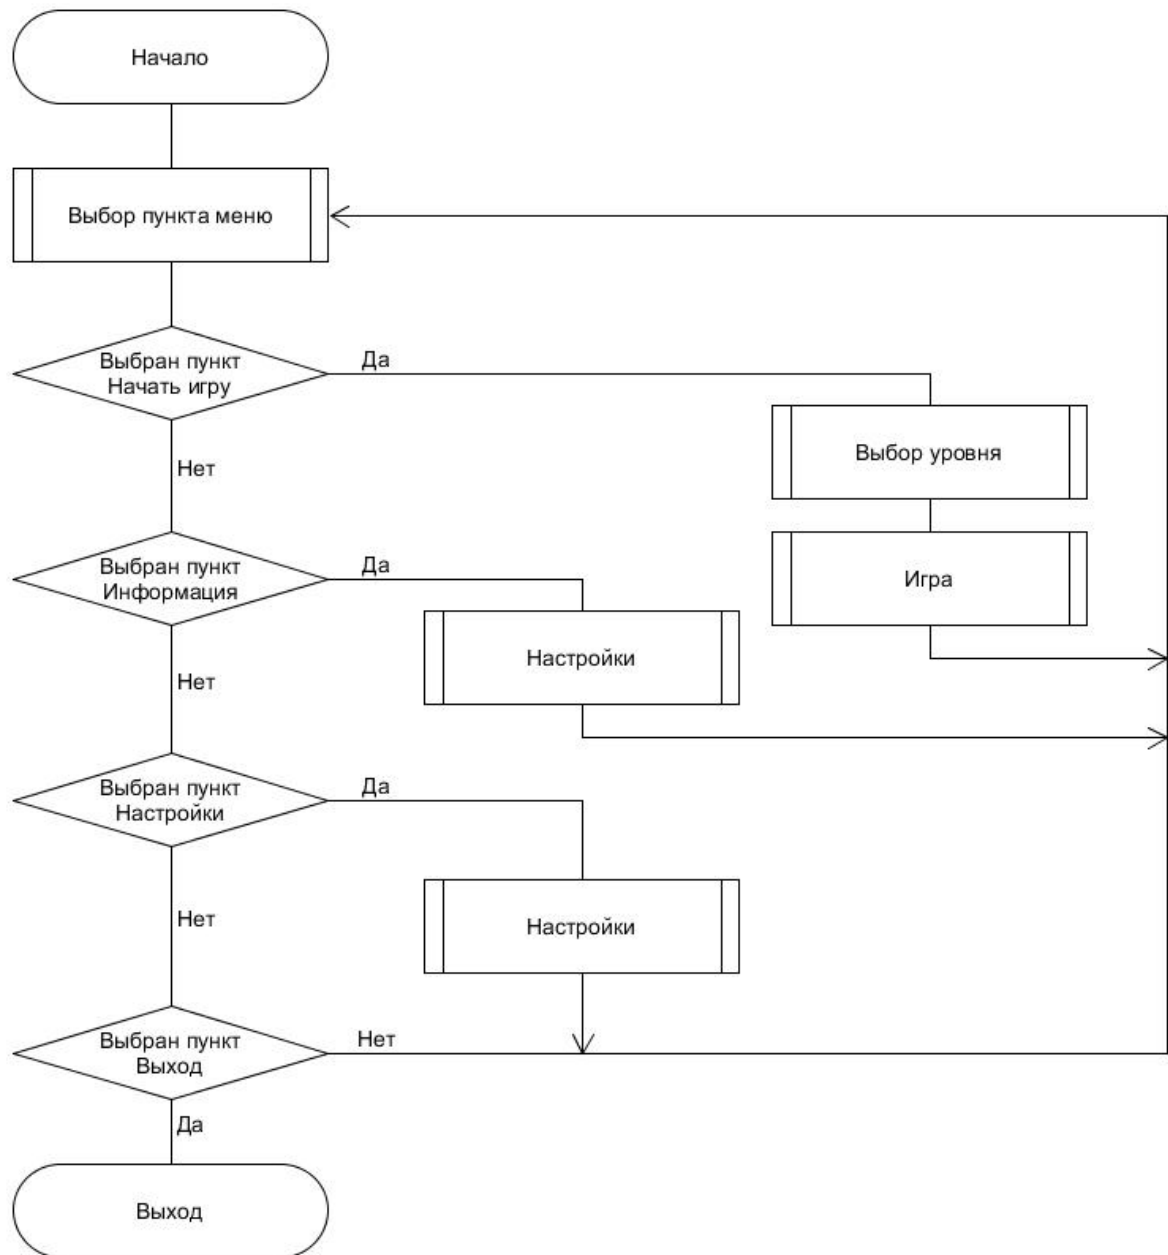 Начало
Выбор пункта меню
Выбран пункт
Начать игру
Да
Выбор уровня
Нет
Выбран пункт
Информация
Да
Игра
Настройки
Нет
Выбран пункт
Настройки
Да
Нет
Настройки
Выбран пункт
Выход
Нет
Да
Выход